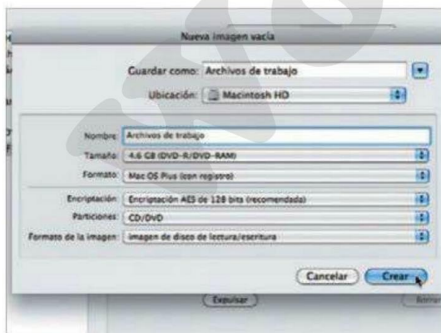 Nueva imagen vacía
Guardar como: Archivos de trabajo
Ubicación: Macintosh HD
Nombre: Archivos de trabajo
Tamaño: 4.6 GB (DVD-R/DVD-RAM)
Formato: Mac OS Plus (con registro)
Encriptación: Encriptación AES de 128 bits (recomendada)
Particiones: CD/DVD
Formato de la imagen: imagen de disco de lectura/escritura
Cancelar Crear
Expulsar